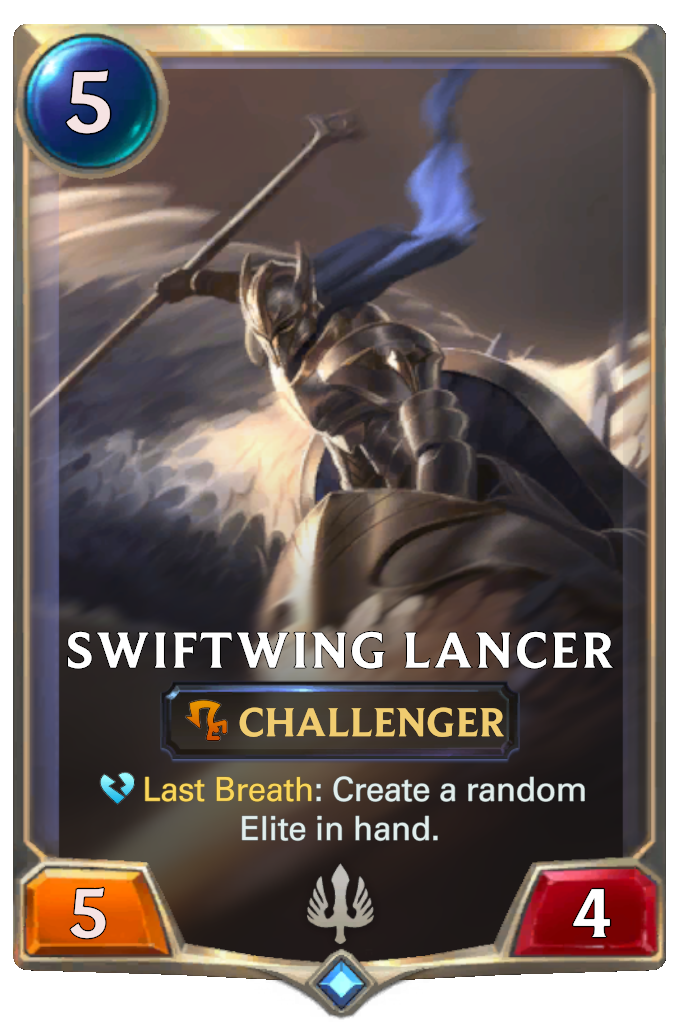 5
SWIFTWING LANCER
CHALLENGER
Last Breath: Create a random
Elite in hand.
5 4